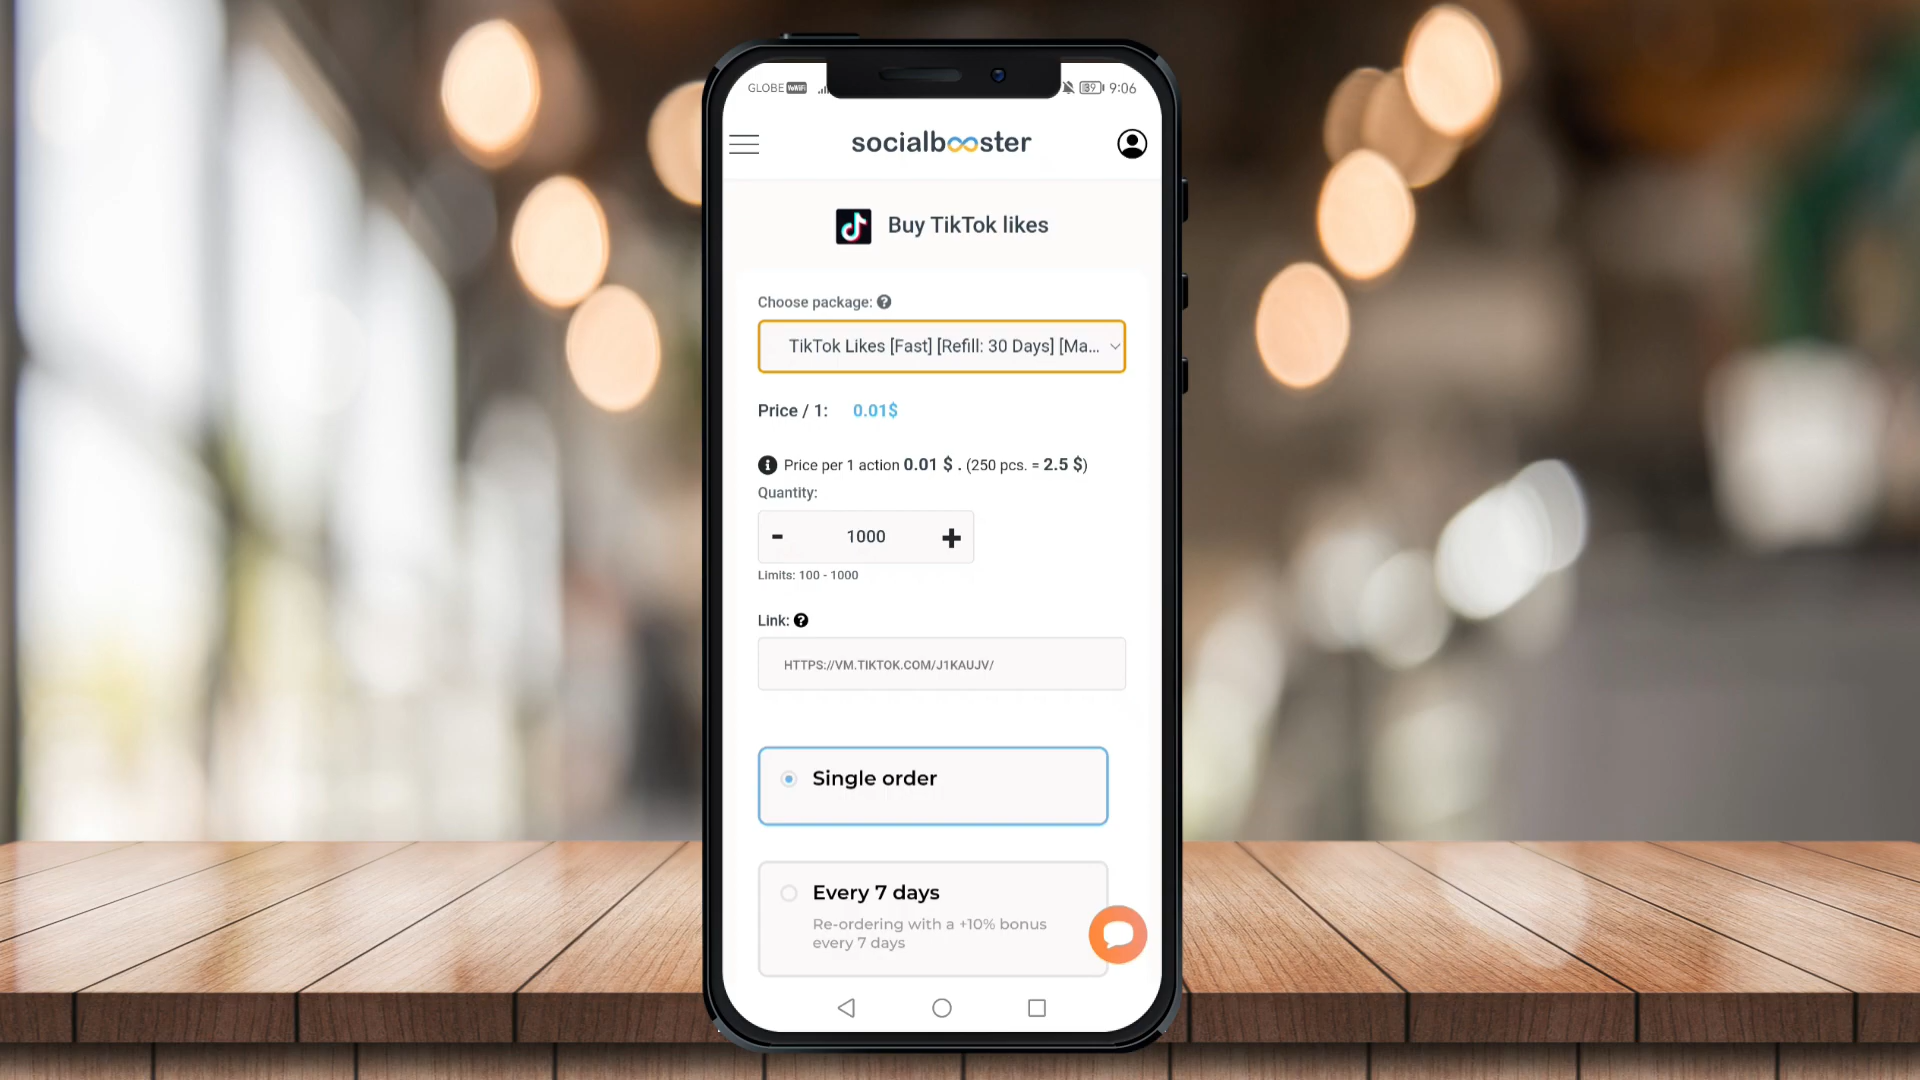 GLOBE VoWiFi 39 9:06
socialbooster
Buy TikTok likes
Choose package: ?
TikTok Likes [Fast] [Refill: 30 Days] [Ma...
Price / 1: 0.01$
Price per 1 action 0.01 $ . (250 pcs. = 2.5 $)
Quantity:
- 1000 +
Limits: 100 - 1000
Link: ?
HTTPS://VM.TIKTOK.COM/J1KAUJV/
Single order
Every 7 days
Re-ordering with a +10% bonus
every 7 days